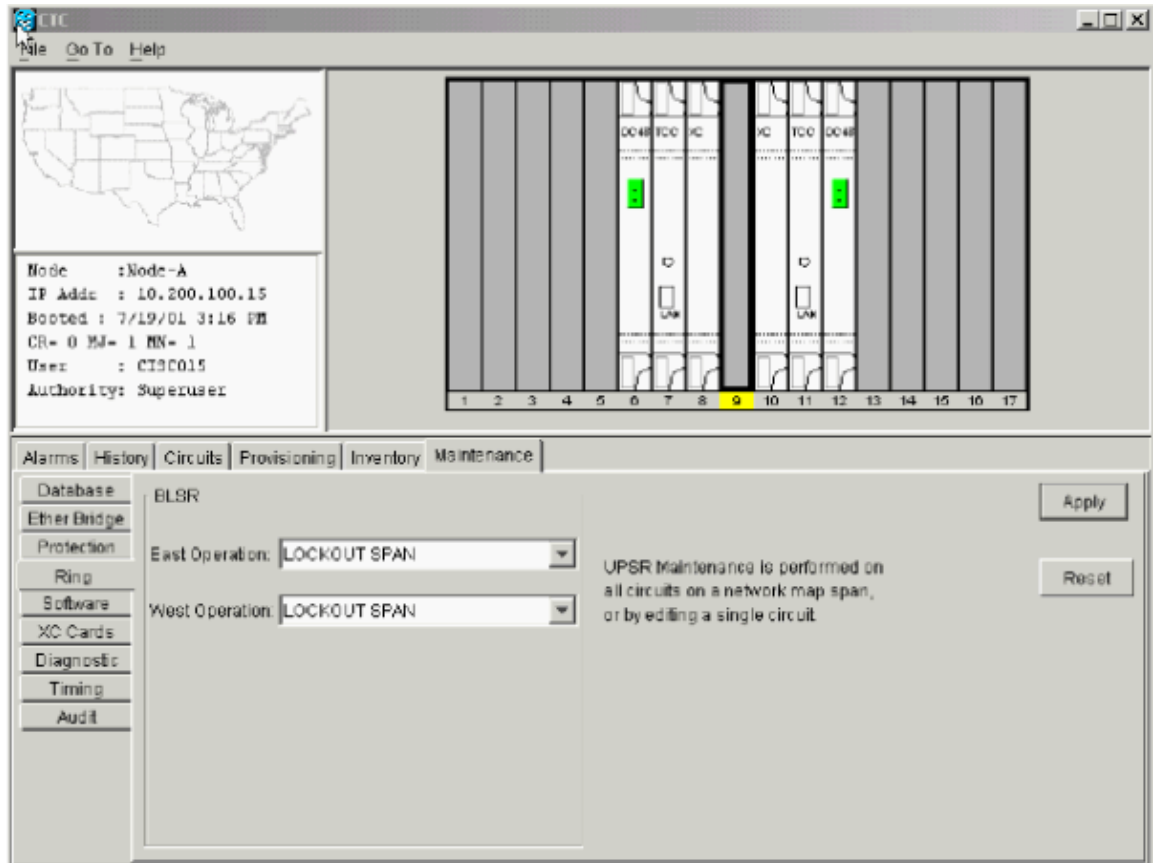 CTC
File Go To Help
OC48 TCC XC XC TCC OC48
LAN LAN
1 2 3 4 5 6 7 8 9 10 11 12 13 14 15 16 17
Node :Node-A
IP Addr : 10.200.100.15
Booted : 7/19/01 3:16 PM
CR= 0 MJ= 1 MN= 1
User : CISCO15
Authority: Superuser
Alarms History Circuits Provisioning Inventory Maintenance
Database
Ether Bridge
Protection
Ring
Software
XC Cards
Diagnostic
Timing
Audit
BLSR
East Operation: LOCKOUT SPAN
West Operation: LOCKOUT SPAN
UPSR Maintenance is performed on
all circuits on a network map span,
or by editing a single circuit.
Apply
Reset